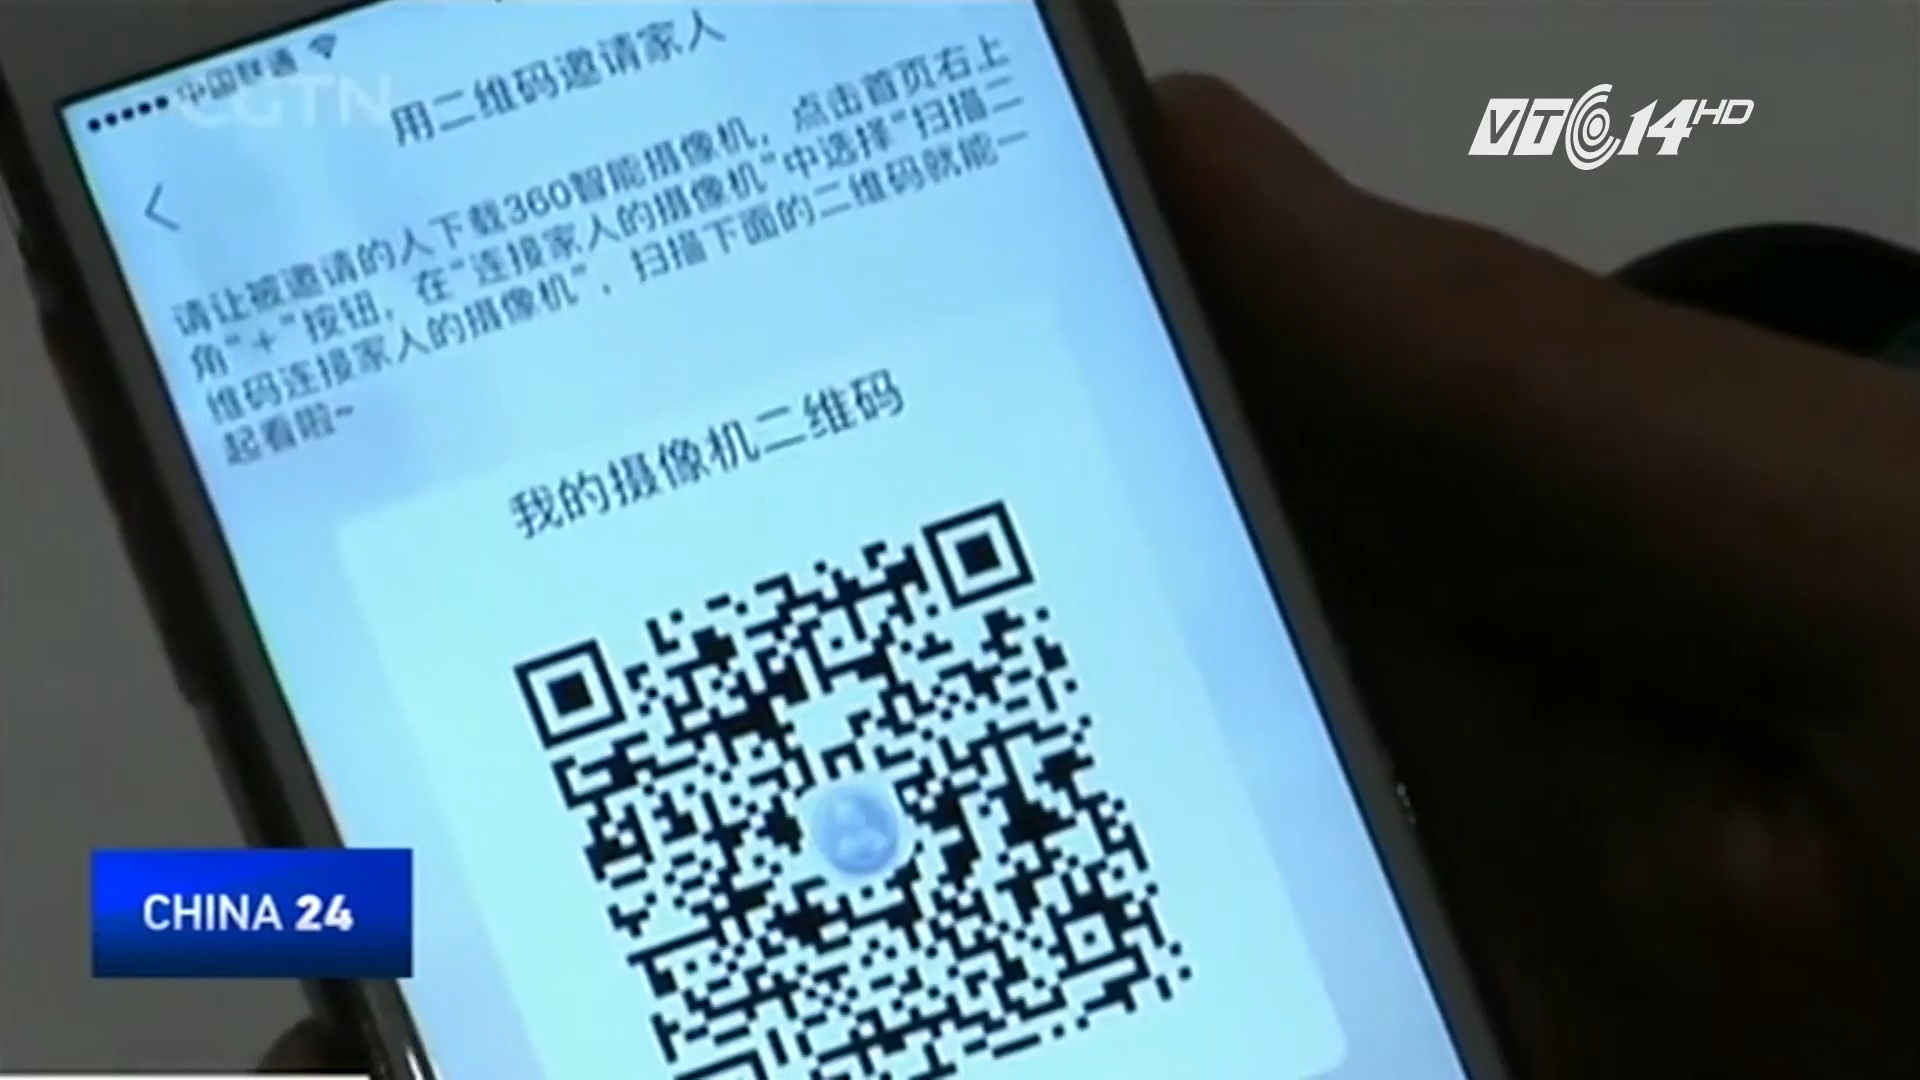 中国联通
CGTN
用二维码邀请家人
VTC14HD
请让被邀请的人下载360智能摄像机，点击首页右上
角“+”按钮，在“连接家人的摄像机”中选择“扫描二
维码连接家人的摄像机”，扫描下面的二维码就能一
起看啦~
我的摄像机二维码
CHINA 24